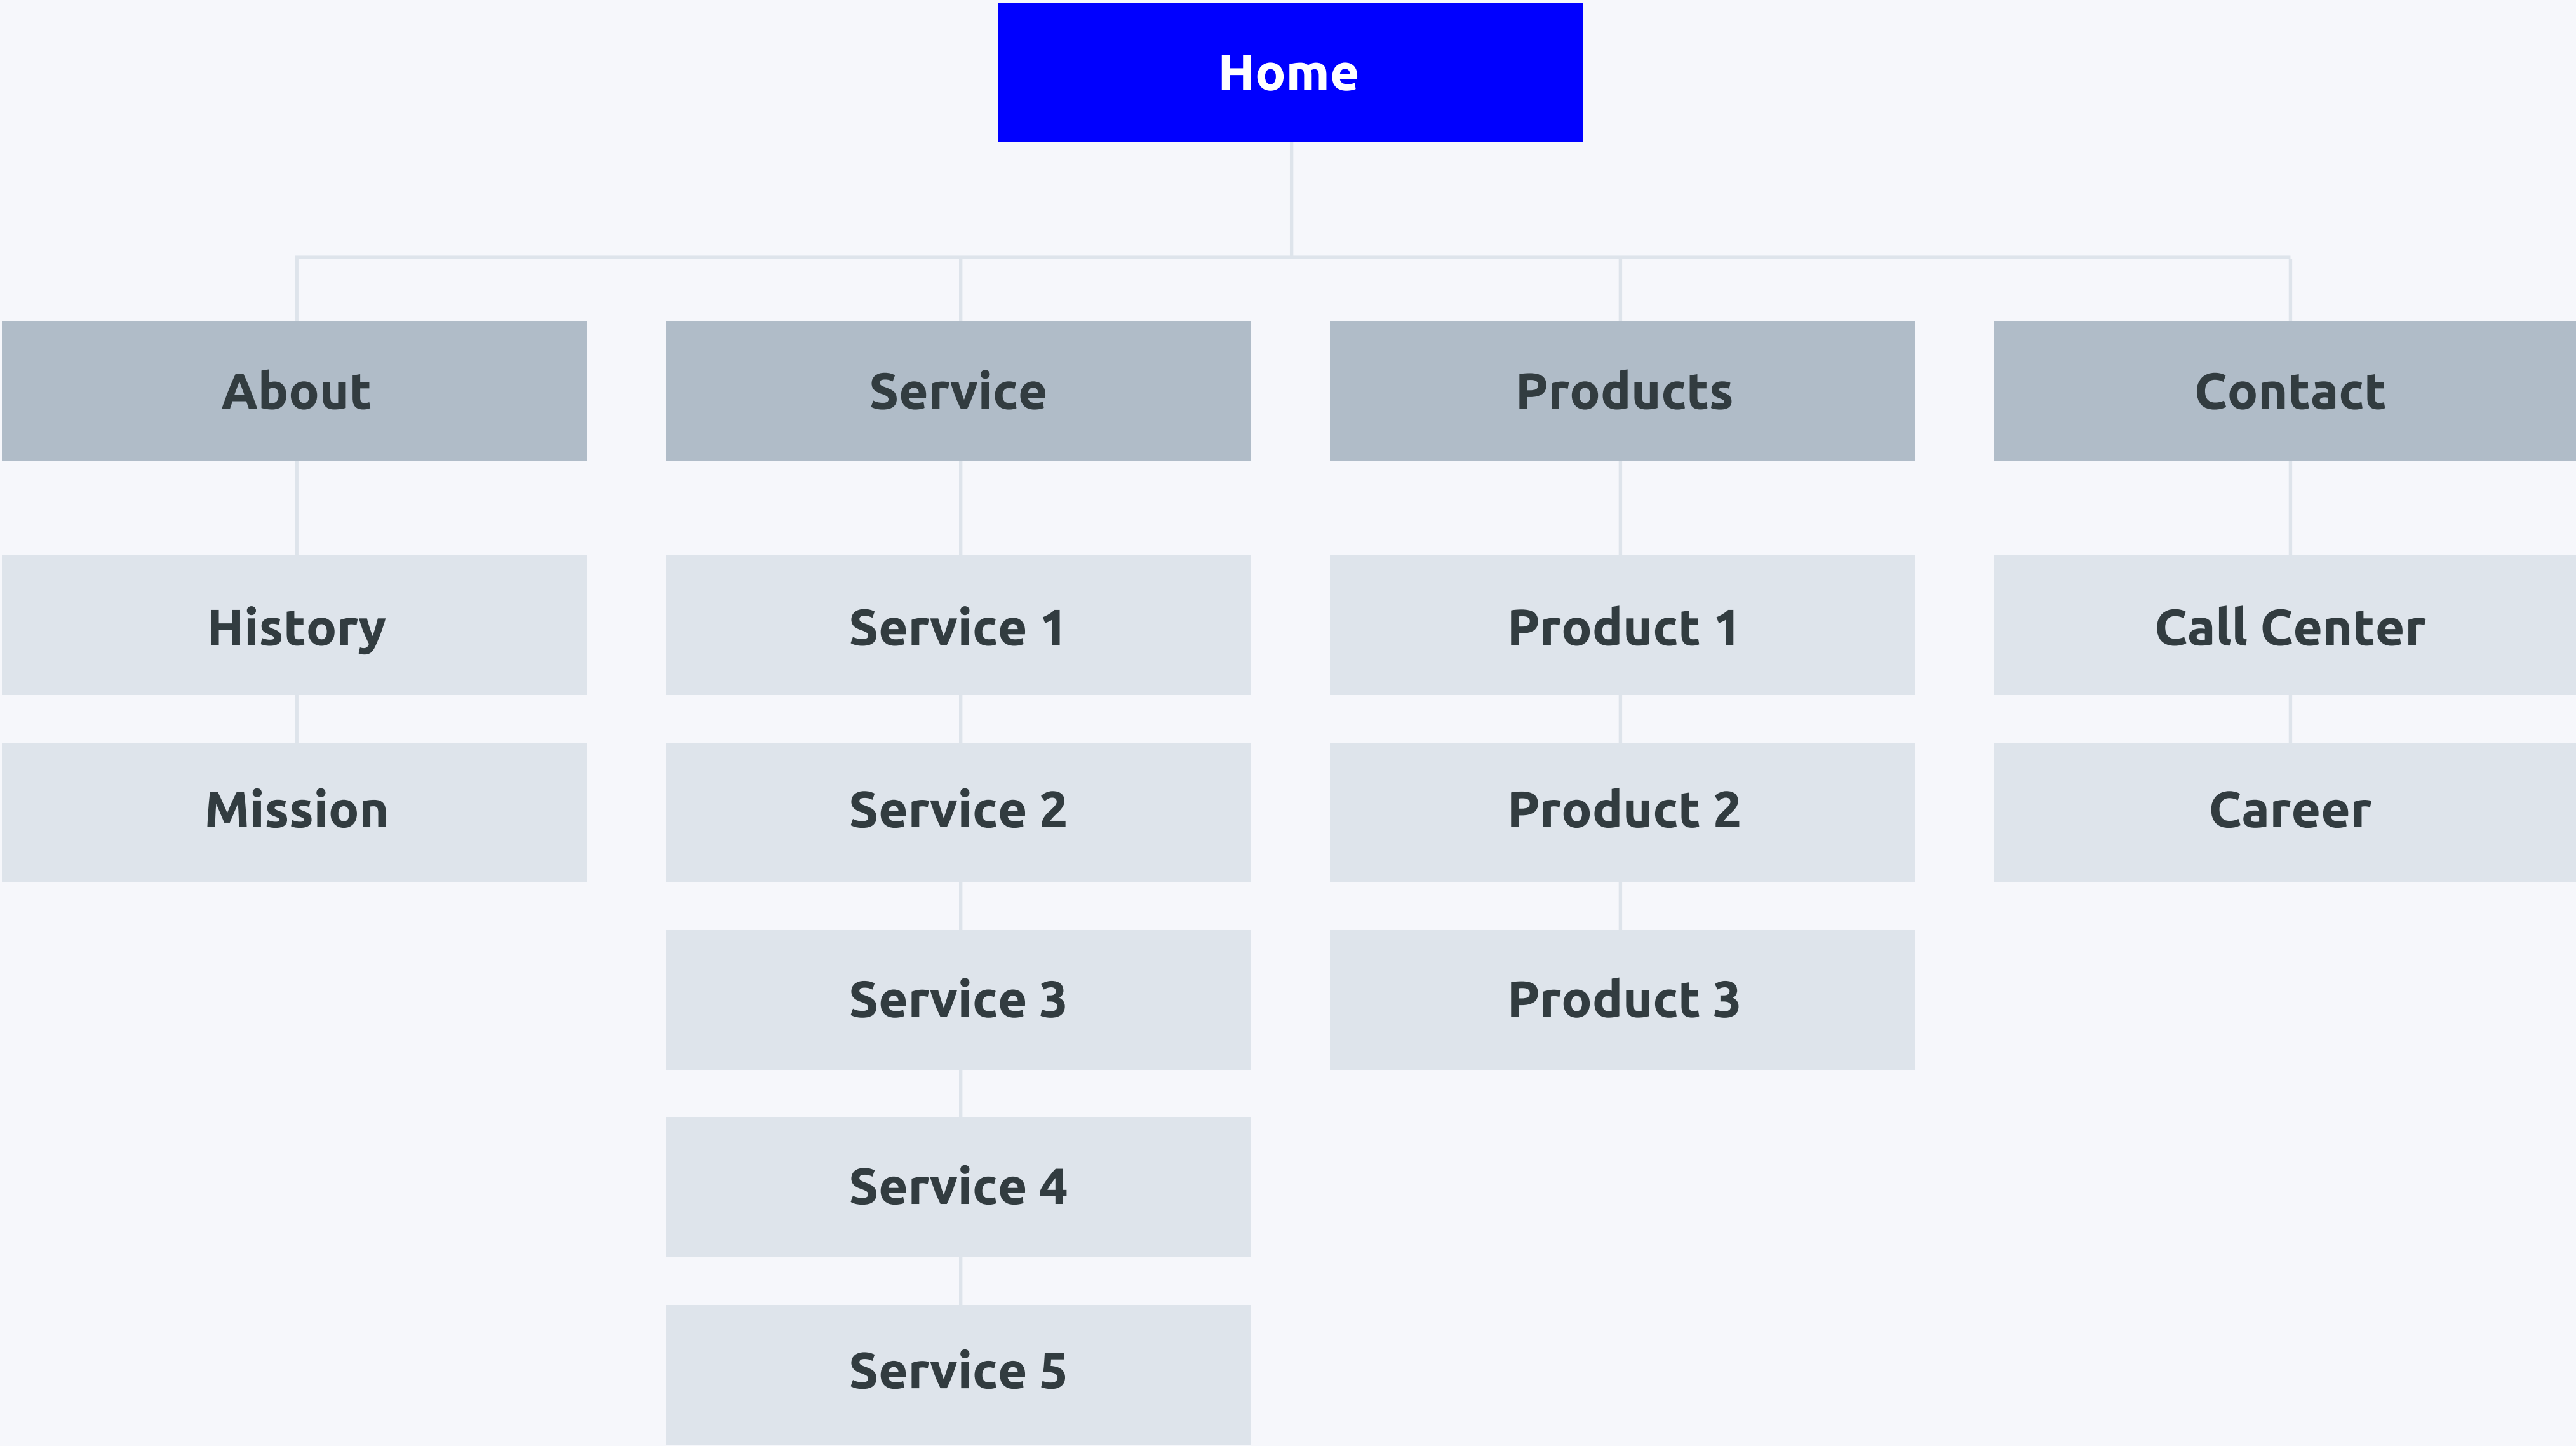 Home
About
Service
Products
Contact
History
Service 1
Product 1
Call Center
Mission
Service 2
Product 2
Career
Service 3
Product 3
Service 4
Service 5